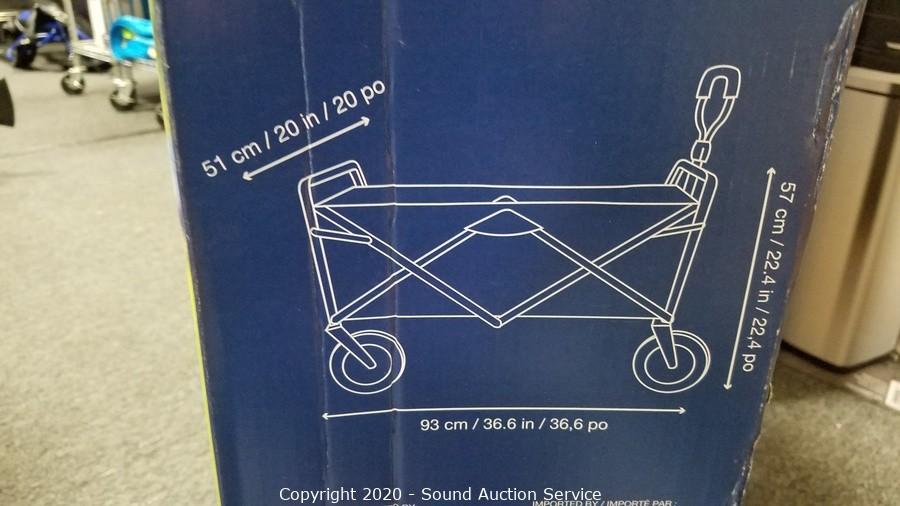 51 cm / 20 in / 20 po
57 cm / 22.4 in / 22,4 po
93 cm / 36.6 in / 36,6 po
IMPORTED BY / IMPORTÉ PAR :
Copyright 2020 - Sound Auction Service